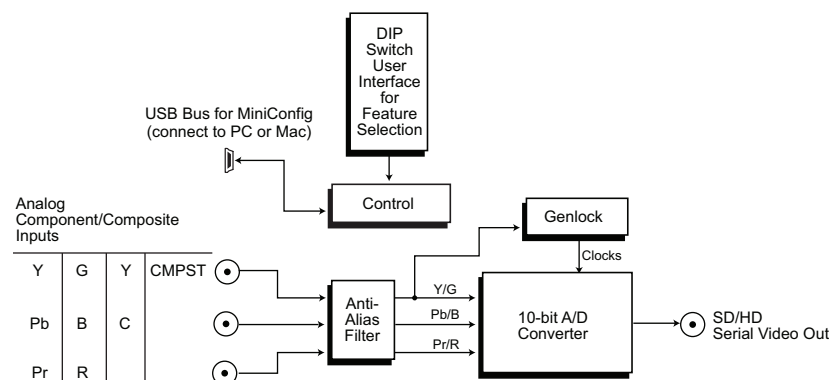 DIP
Switch
User
Interface
for
Feature
Selection
USB Bus for MiniConfig
(connect to PC or Mac)
Control
Genlock
Clocks
Analog
Component/Composite
Inputs
Y G Y CMPST
Pb B C
Pr R
Anti-
Alias
Filter
Y/G
Pb/B
Pr/R
10-bit A/D
Converter
SD/HD
Serial Video Out